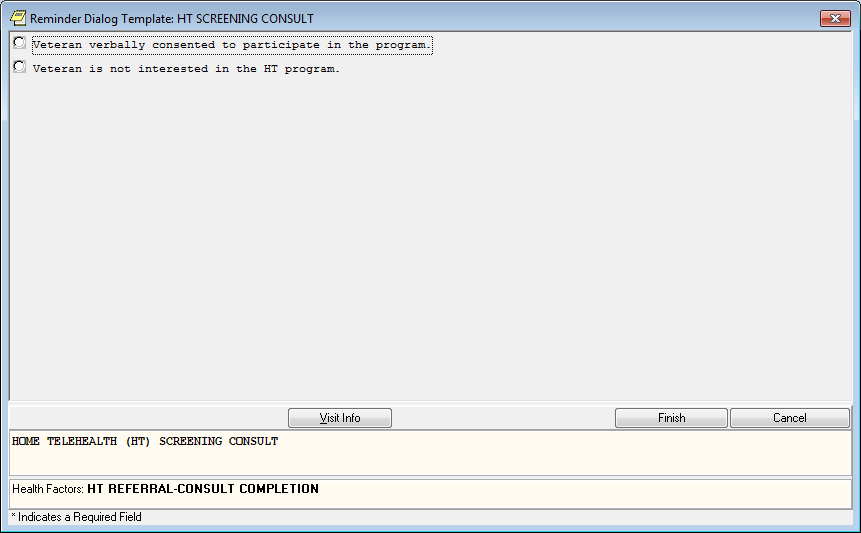 Reminder Dialog Template: HT SCREENING CONSULT
Veteran verbally consented to participate in the program.
Veteran is not interested in the HT program.
Visit Info
Finish
Cancel
HOME TELEHEALTH (HT) SCREENING CONSULT
Health Factors: HT REFERRAL-CONSULT COMPLETION
* Indicates a Required Field